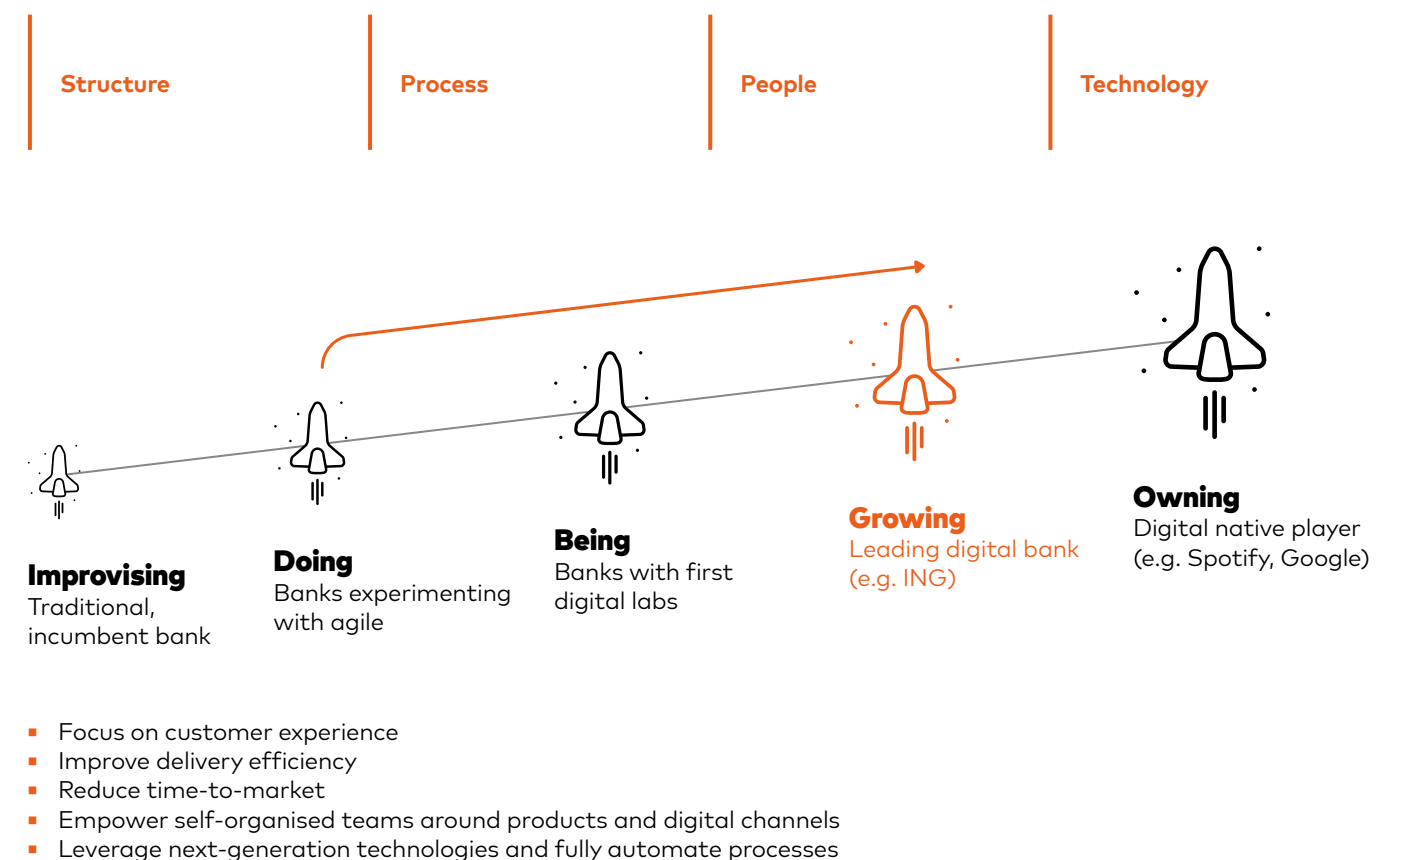 Structure
Process
People
Technology
Improvising
Traditional,
incumbent bank
Doing
Banks experimenting
with agile
Being
Banks with first
digital labs
Growing
Leading digital bank
(e.g. ING)
Owning
Digital native player
(e.g. Spotify, Google)
Focus on customer experience
Improve delivery efficiency
Reduce time-to-market
Empower self-organised teams around products and digital channels
Leverage next-generation technologies and fully automate processes